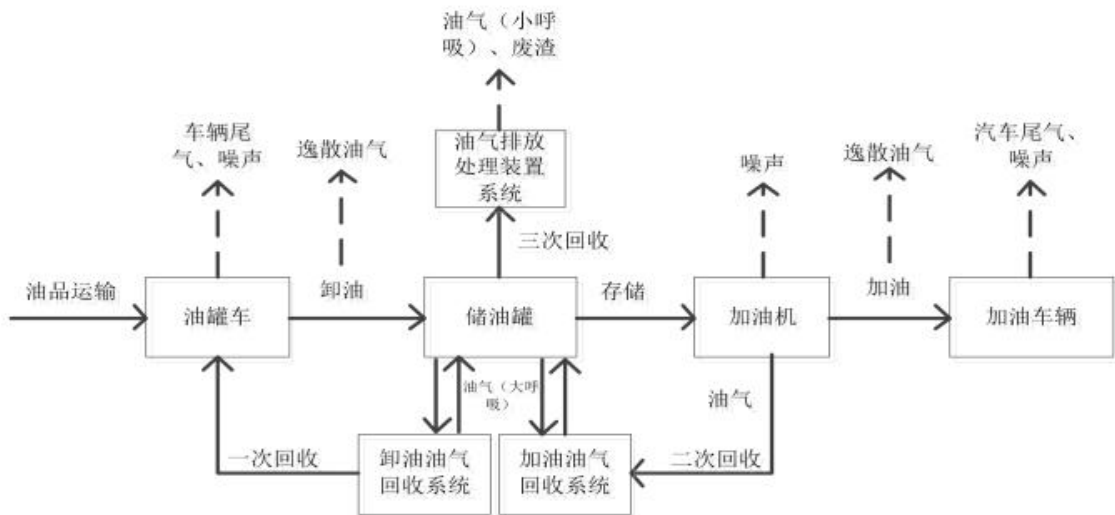 油气（小呼
吸）、废渣
车辆尾
气、噪声
逸散油气
油气排放
处理装置
系统
噪声
逸散油气
汽车尾气、
噪声
三次回收
油品运输
油罐车
卸油
储油罐
存储
加油机
加油
加油车辆
油气（大呼
吸）
油气
一次回收
卸油油气
回收系统
加油油气
回收系统
二次回收